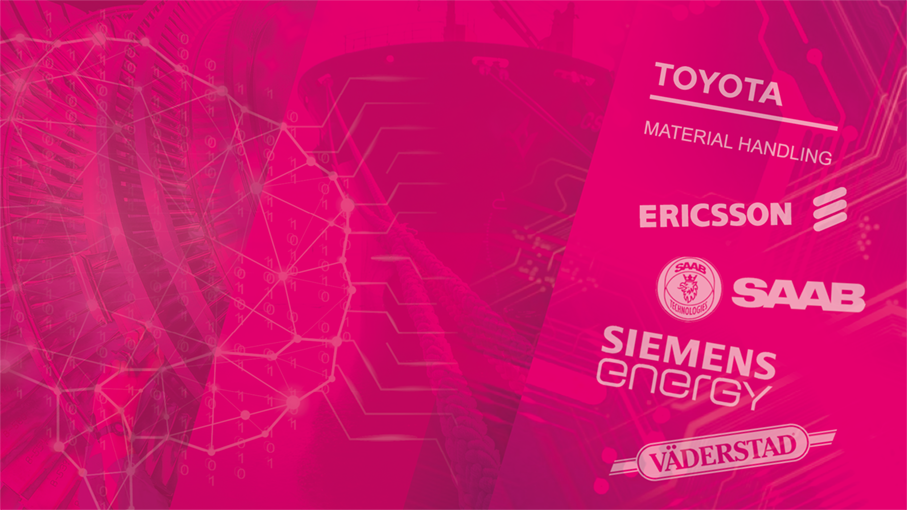 TOYOTA
MATERIAL HANDLING
ERICSSON
SAAB
TECHNOLOGIES
SAAB
SIEMENS
energy
VÄDERSTAD